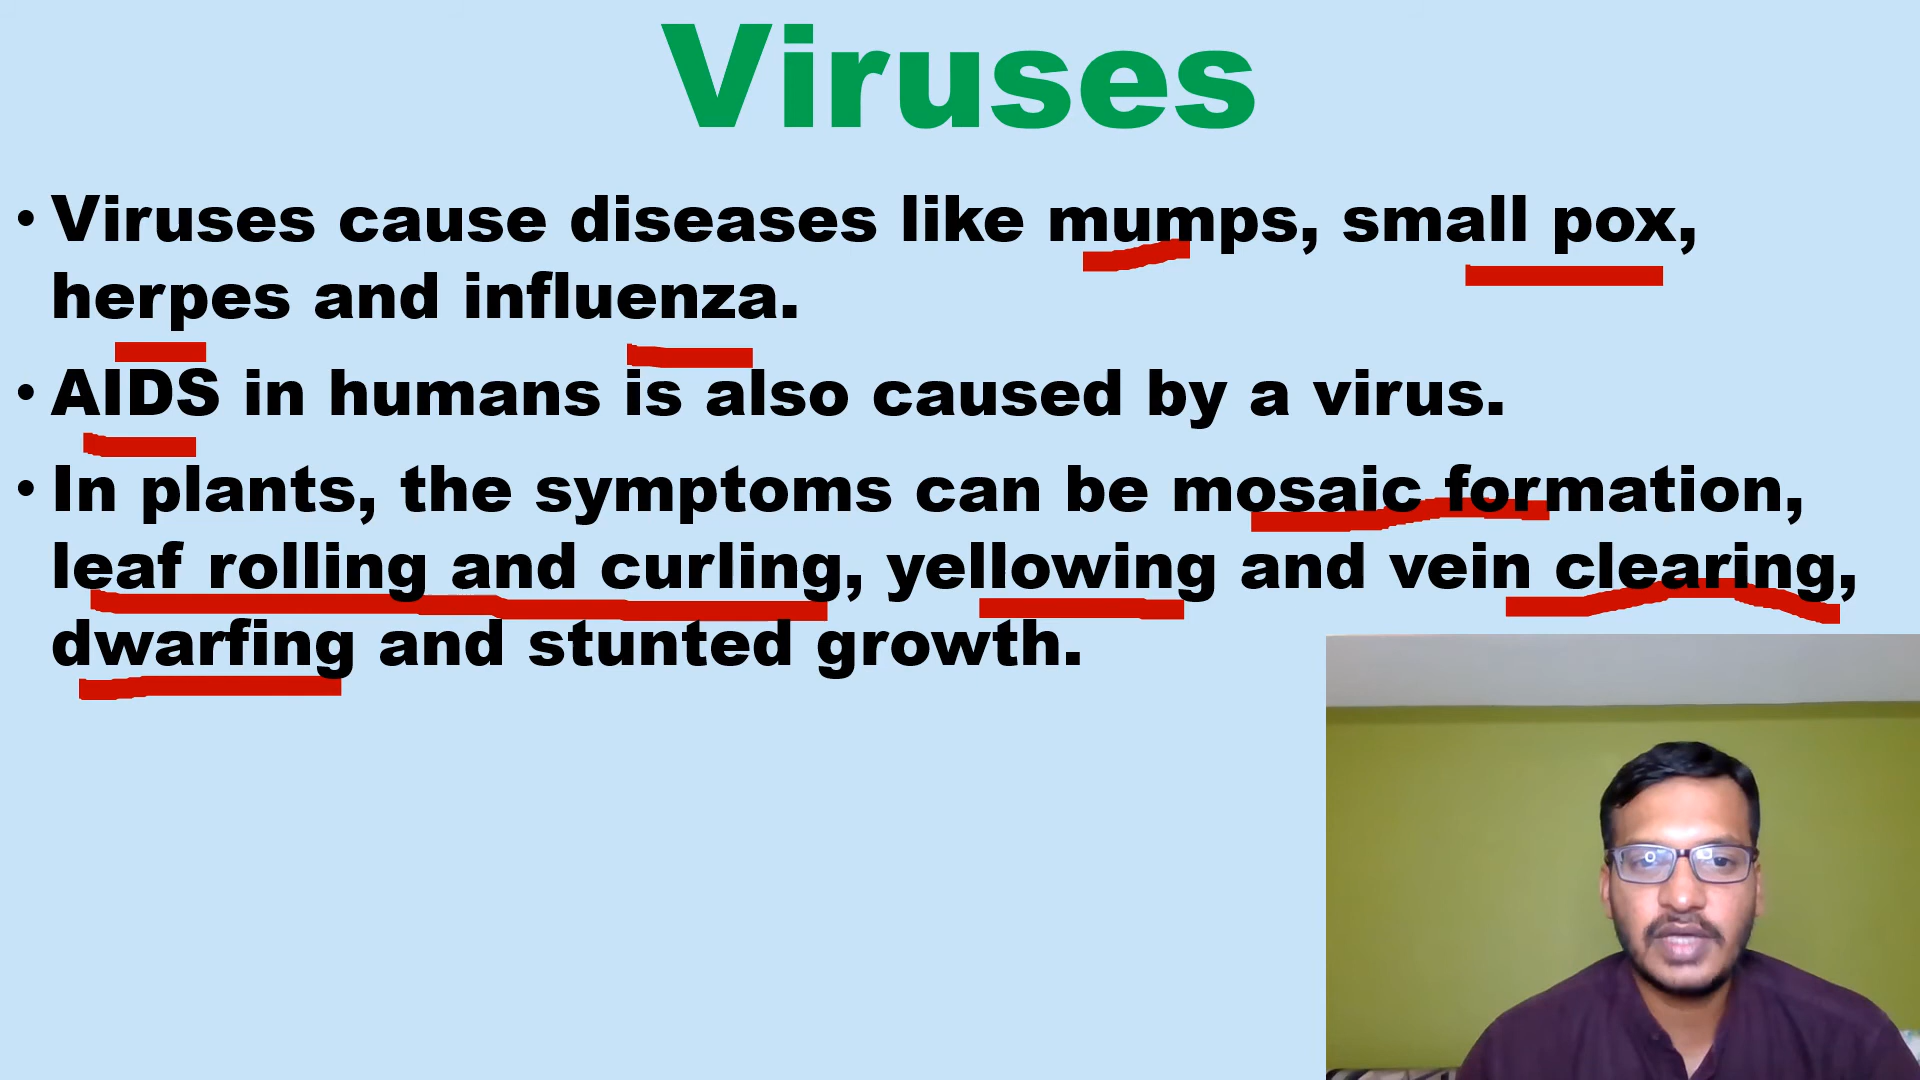 Viruses
• Viruses cause diseases like mumps, small pox,
herpes and influenza.
• AIDS in humans is also caused by a virus.
• In plants, the symptoms can be mosaic formation,
leaf rolling and curling, yellowing and vein clearing,
dwarfing and stunted growth.